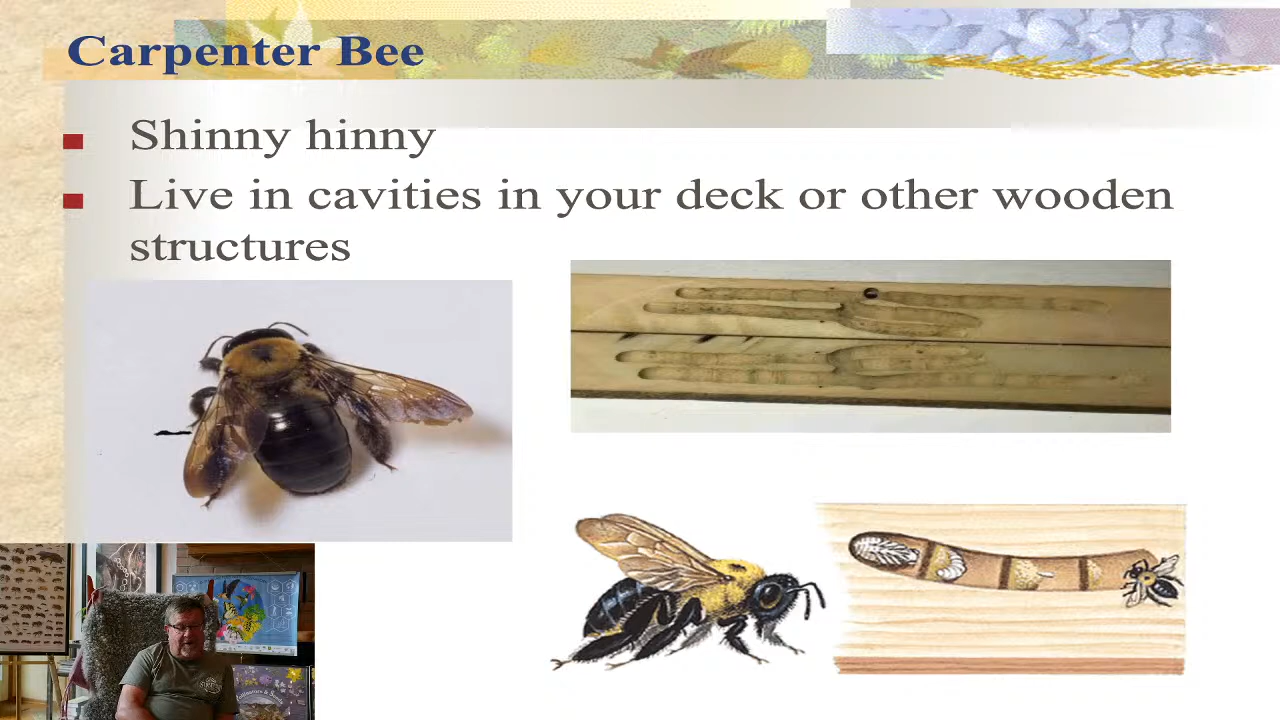 Carpenter Bee
Shinny hinny
Live in cavities in your deck or other wooden
structures